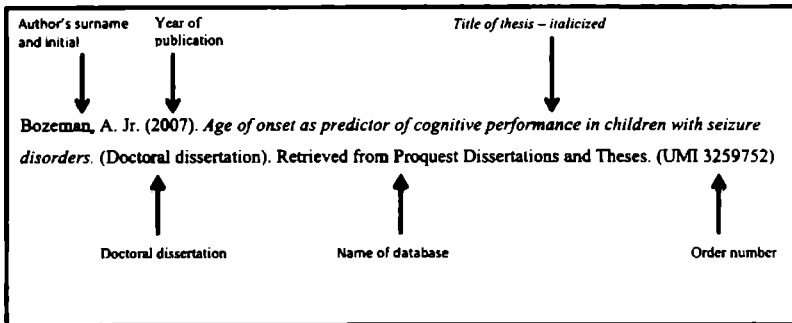 Author's surname and initial
Year of publication
Title of thesis – italicized
Bozeman, A. Jr. (2007). Age of onset as predictor of cognitive performance in children with seizure
disorders. (Doctoral dissertation). Retrieved from Proquest Dissertations and Theses. (UMI 3259752)
Doctoral dissertation
Name of database
Order number